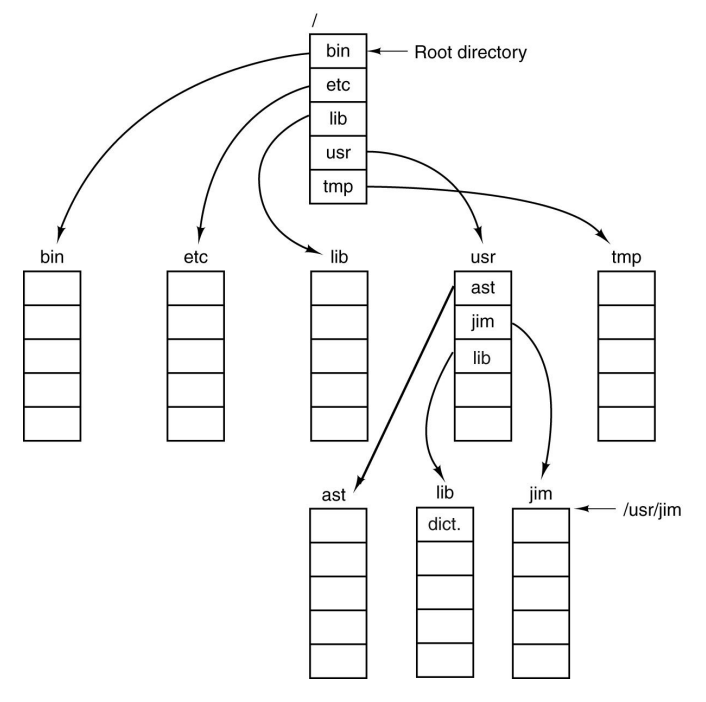 /
bin
Root directory
etc
lib
usr
tmp
bin
etc
lib
usr
tmp
ast
jim
lib
ast
lib
jim
dict.
/usr/jim